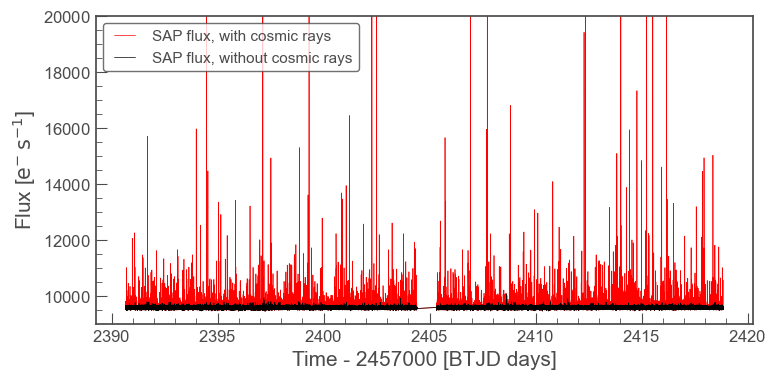 SAP flux, with cosmic rays
SAP flux, without cosmic rays
20000
18000
16000
14000
12000
10000
Flux [e⁻ s⁻¹]
2390 2395 2400 2405 2410 2415 2420
Time - 2457000 [BTJD days]